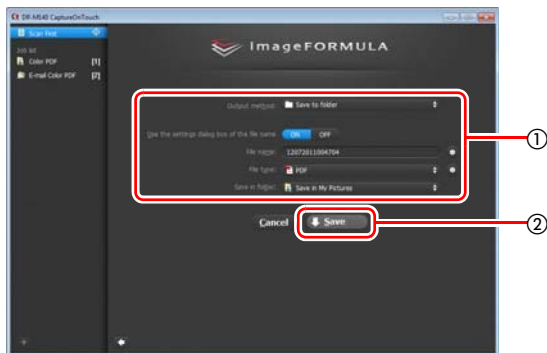 DR-M140 CaptureOnTouch
Scan First
Job list
Color PDF [1]
E-mail Color PDF [2]
imageFORMULA
Output method: Save to folder
Use the settings dialog box of the file name ON OFF
File name: 12072011004704
File type: PDF
Save in folder: Save in My Pictures
Cancel Save
①
②